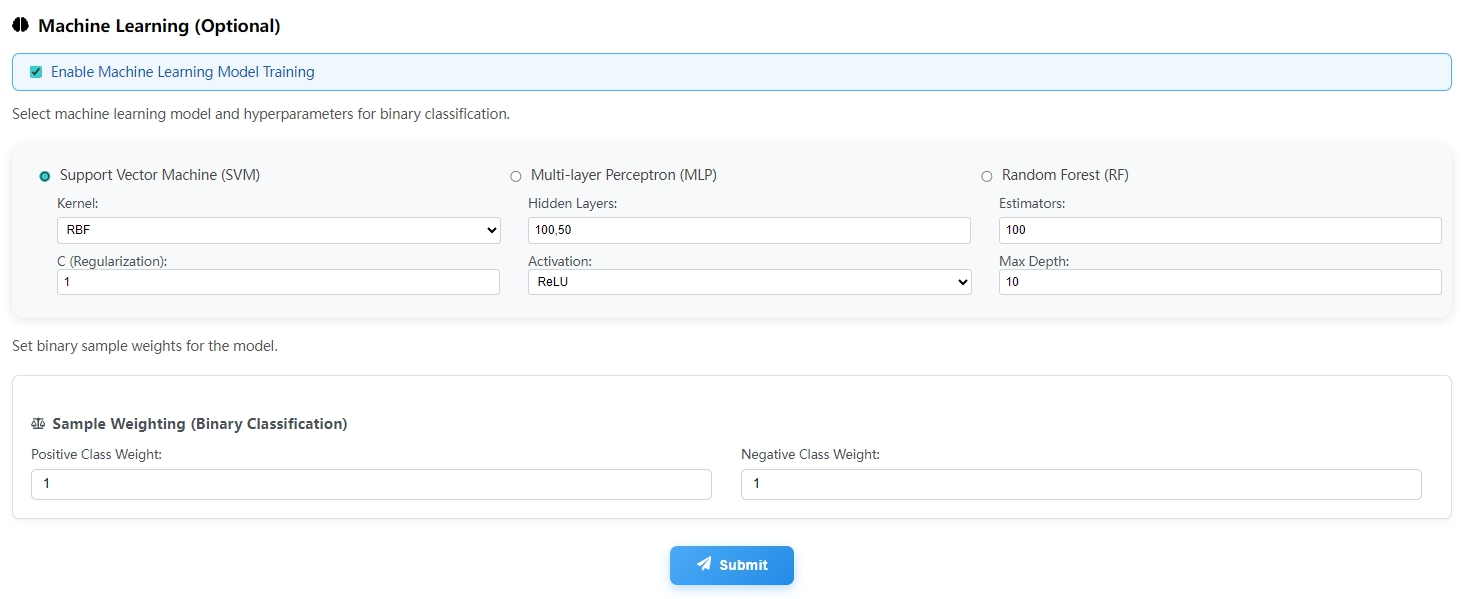 Machine Learning (Optional)
Enable Machine Learning Model Training
Select machine learning model and hyperparameters for binary classification.
Support Vector Machine (SVM)
Kernel:
RBF
C (Regularization):
1
Multi-layer Perceptron (MLP)
Hidden Layers:
100,50
Activation:
ReLU
Random Forest (RF)
Estimators:
100
Max Depth:
10
Set binary sample weights for the model.
Sample Weighting (Binary Classification)
Positive Class Weight:
1
Negative Class Weight:
1
Submit